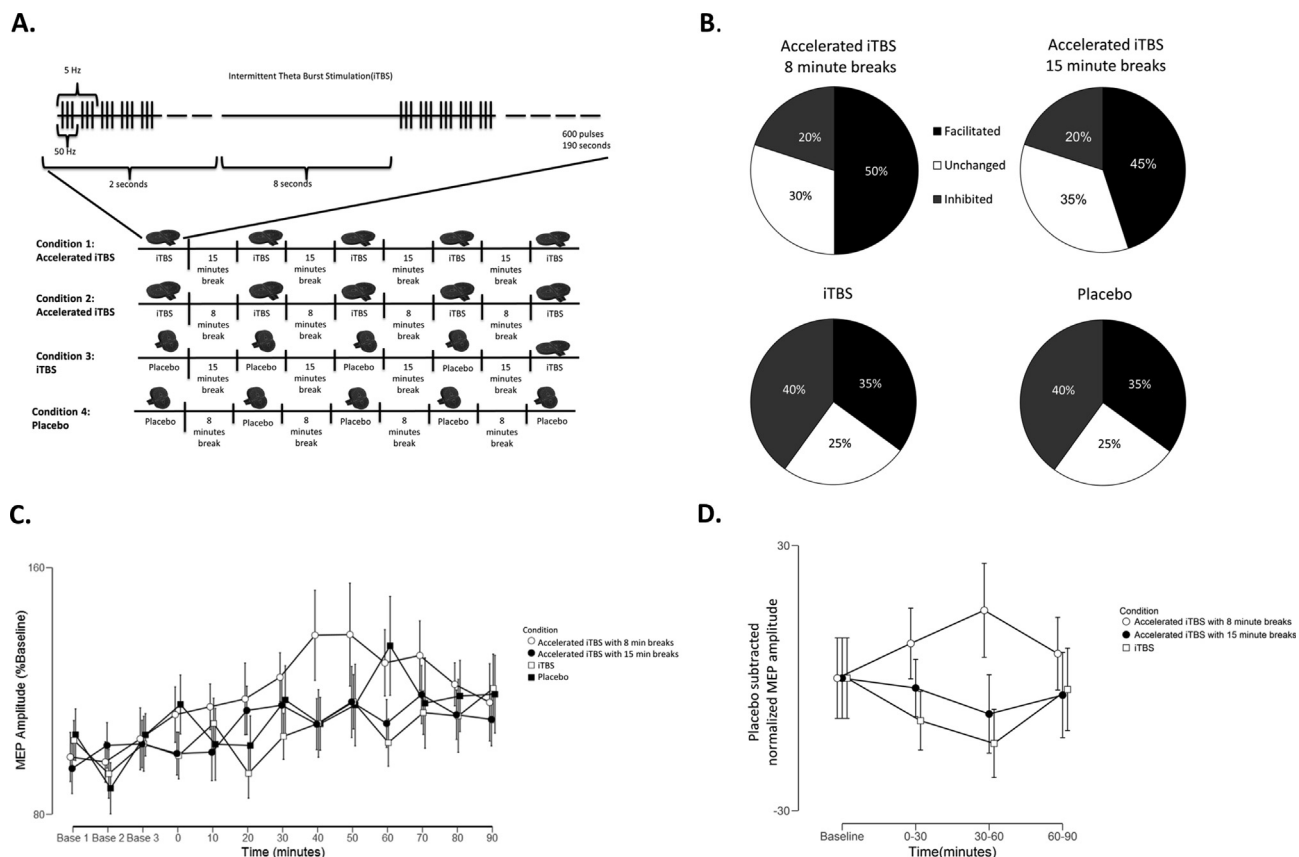 A.
5 Hz
Intermittent Theta Burst Stimulation(iTBS)
50 Hz
600 pulses
190 seconds
2 seconds
8 seconds
Condition 1:
Accelerated iTBS
iTBS 15 minutes break iTBS 15 minutes break iTBS 15 minutes break iTBS 15 minutes break iTBS
Condition 2:
Accelerated iTBS
iTBS 8 minutes break iTBS 8 minutes break iTBS 8 minutes break iTBS 8 minutes break iTBS
Condition 3:
iTBS
Placebo 15 minutes break Placebo 15 minutes break Placebo 15 minutes break Placebo 15 minutes break iTBS
Condition 4:
Placebo
Placebo 8 minutes break Placebo 8 minutes break Placebo 8 minutes break Placebo 8 minutes break Placebo
B.
Accelerated iTBS
8 minute breaks
20%
50%
30%
Facilitated
Unchanged
Inhibited
Accelerated iTBS
15 minute breaks
20%
45%
35%
iTBS
40%
35%
25%
Placebo
40%
35%
25%
C.
160
80
MEP Amplitude (%Baseline)
Base 1 Base 2 Base 3 0 10 20 30 40 50 60 70 80 90
Time (minutes)
Condition
Accelerated iTBS with 8 min breaks
Accelerated iTBS with 15 min breaks
iTBS
Placebo
D.
30
-30
Placebo subtracted
normalized MEP amplitude
Baseline 0-30 30-60 60-90
Time(minutes)
Condition
Accelerated iTBS with 8 minute breaks
Accelerated iTBS with 15 minute breaks
iTBS